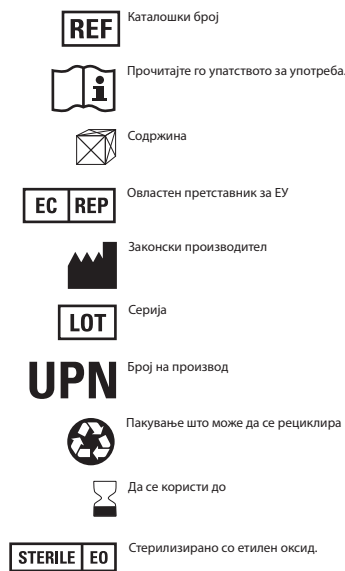 REF Каталошки број
Прочитајте го упатството за употреба.
Содржина
EC REP Овластен претставник за ЕУ
Законски производител
LOT Серија
UPN Број на производ
Пакување што може да се рециклира
Да се користи до
STERILE EO Стерилизирано со етилен оксид.